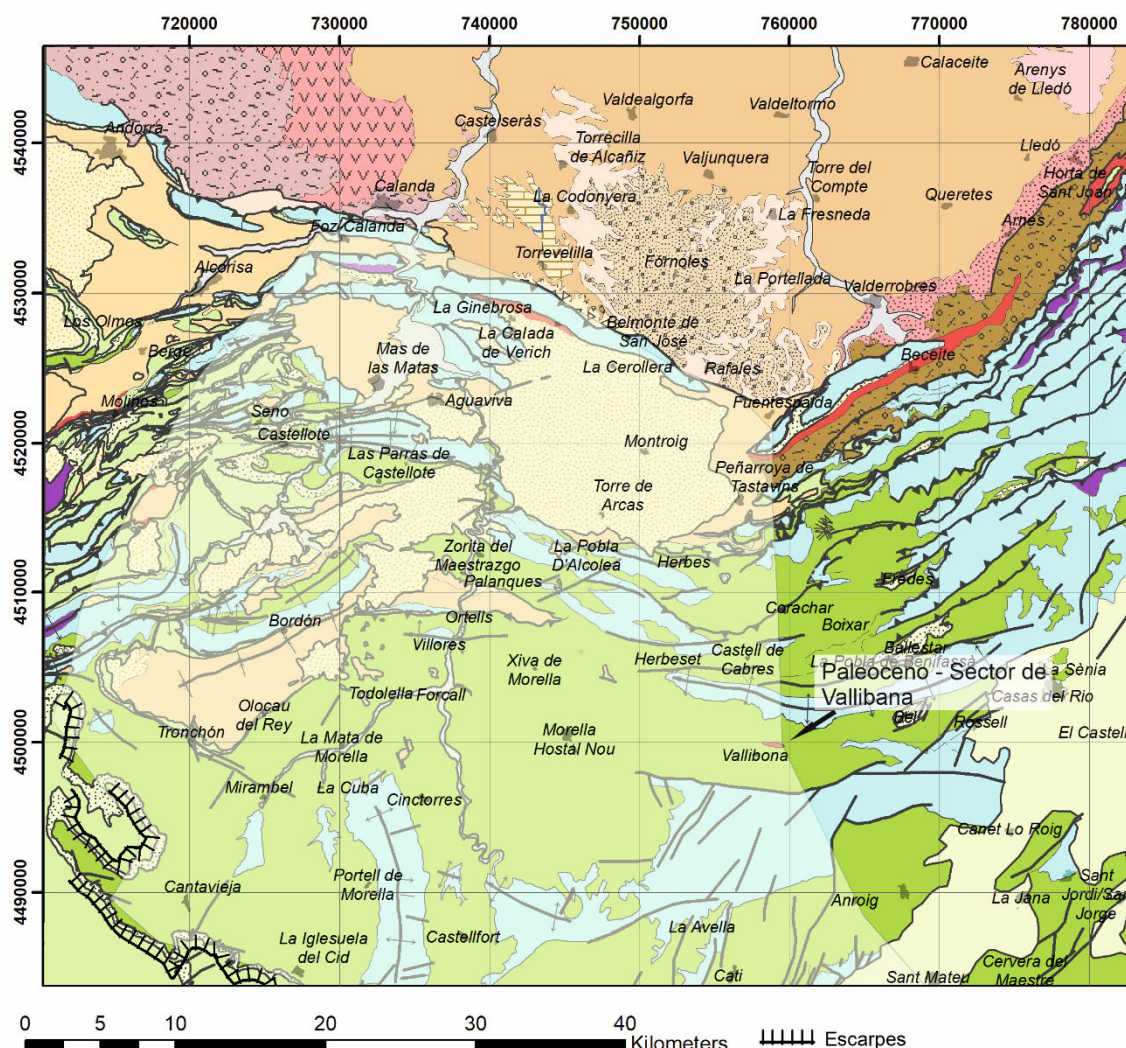 720000 730000 740000 750000 760000 770000 780000
4540000
4530000
4520000
4510000
4500000
4490000
Calaceite
Arenys
de Lledó
Valdealgorfa
Valdeltormo
Andorra
Castelseràs
Torrecilla
de Alcañiz
Valjunquera
Lledó
Torre del
Compte
Calanda
Horta de
Sant Joan
La Codonyera
Queretes
La Fresneda
Arnes
Foz Calanda
Torrevelilla
Fórnoles
Alcorisa
La Portellada
Valderrobres
La Ginebrosa
Los Olmos
Belmonte de
San José
La Calada
de Verich
Berge
Mas de
las Matas
Beceite
La Cerollera
Rafales
Molinos
Aguaviva
Fuentespalda
Seno
Castellote
Montroig
Las Parras de
Castellote
Peñarroya de
Tastavins
Torre de
Arcas
Zorita del
Maestrazgo
La Pobla
D'Alcolea
Herbes
Palanques
Fredes
Corachar
Bordón
Ortells
Boixar
Villores
Ballestar
Herbeset
Castell de
Cabres
La Pobla de Benifassà
Xiva de
Morella
Paleoceno - Sector de
Vallibana
a Sènia
Todolella
Forcall
Casas del Rio
Olocau
del Rey
Bel
Rossell
Tronchón
La Mata de
Morella
Morella
Hostal Nou
El Castell
Vallibona
Mirambel
La Cuba
Cinctorres
Canet Lo Roig
Cantavieja
Portell de
Morella
Anroig
La Jana
Sant
Jordi/San
Jorge
La Iglesuela
del Cid
Castellfort
La Avella
Cervera del
Maestre
Cati
Sant Mateu
0 5 10 20 30 40
Kilometers
Escarpes